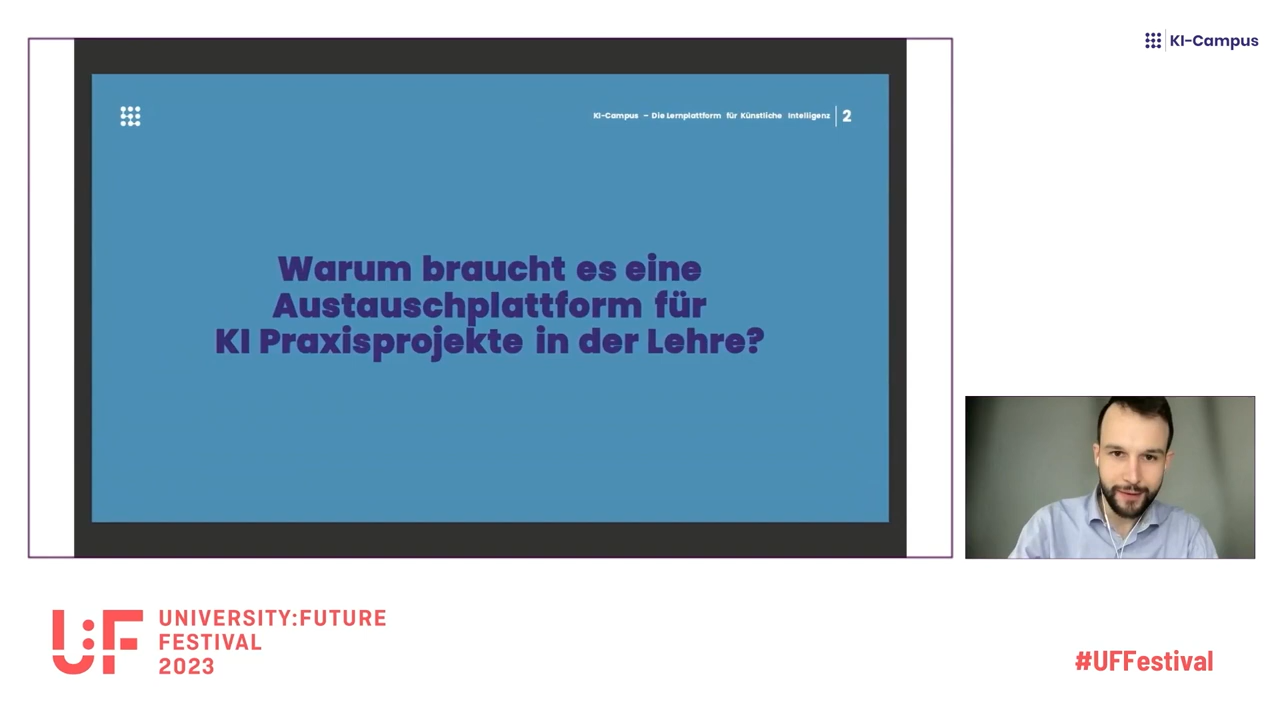 KI-Campus
KI-Campus – Die Lernplattform für Künstliche Intelligenz 2
Warum braucht es eine
Austauschplattform für
KI Praxisprojekte in der Lehre?
U:F
UNIVERSITY:FUTURE
FESTIVAL
2023
#UFFestival